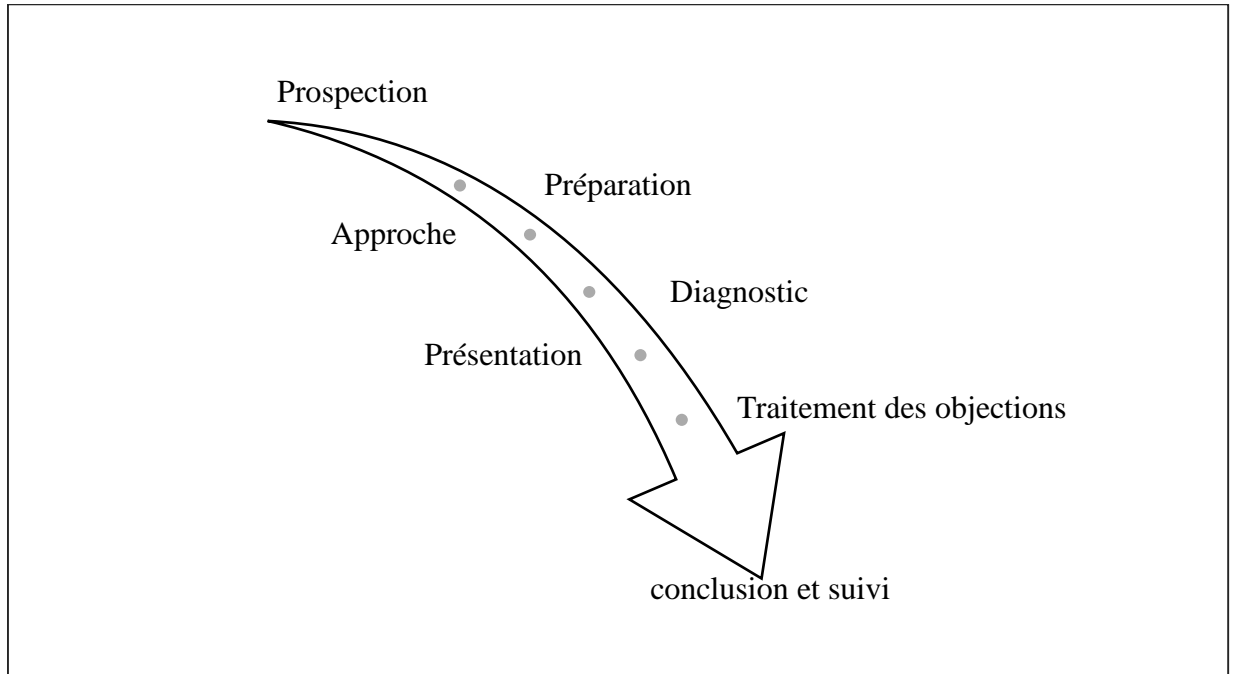 Prospection
Préparation
Approche
Diagnostic
Présentation
Traitement des objections
conclusion et suivi